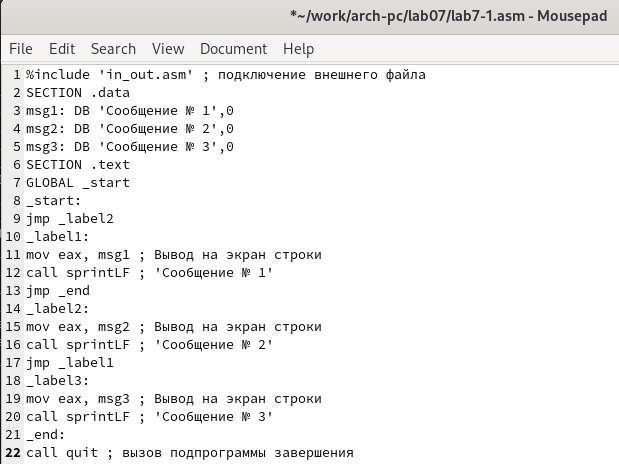 *~/work/arch-pc/lab07/lab7-1.asm - Mousepad
File Edit Search View Document Help
1 %include 'in_out.asm' ; подключение внешнего файла
2 SECTION .data
3 msg1: DB 'Сообщение № 1',0
4 msg2: DB 'Сообщение № 2',0
5 msg3: DB 'Сообщение № 3',0
6 SECTION .text
7 GLOBAL _start
8 _start:
9 jmp _label2
10 _label1:
11 mov eax, msg1 ; Вывод на экран строки
12 call sprintLF ; 'Сообщение № 1'
13 jmp _end
14 _label2:
15 mov eax, msg2 ; Вывод на экран строки
16 call sprintLF ; 'Сообщение № 2'
17 jmp _label1
18 _label3:
19 mov eax, msg3 ; Вывод на экран строки
20 call sprintLF ; 'Сообщение № 3'
21 _end:
22 call quit ; вызов подпрограммы завершения